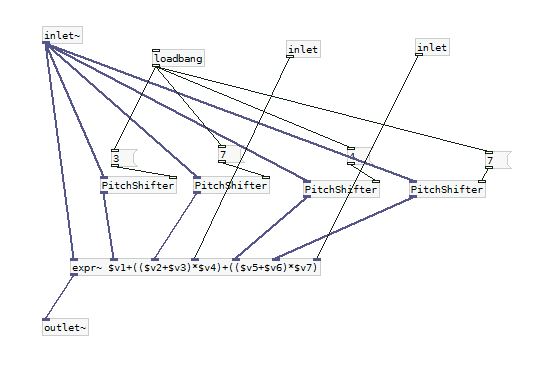 inlet~
loadbang
inlet
inlet
3
7
4
7
PitchShifter
PitchShifter
PitchShifter
PitchShifter
expr~ $v1+(($v2+$v3)*$v4)+(($v5+$v6)*$v7)
outlet~